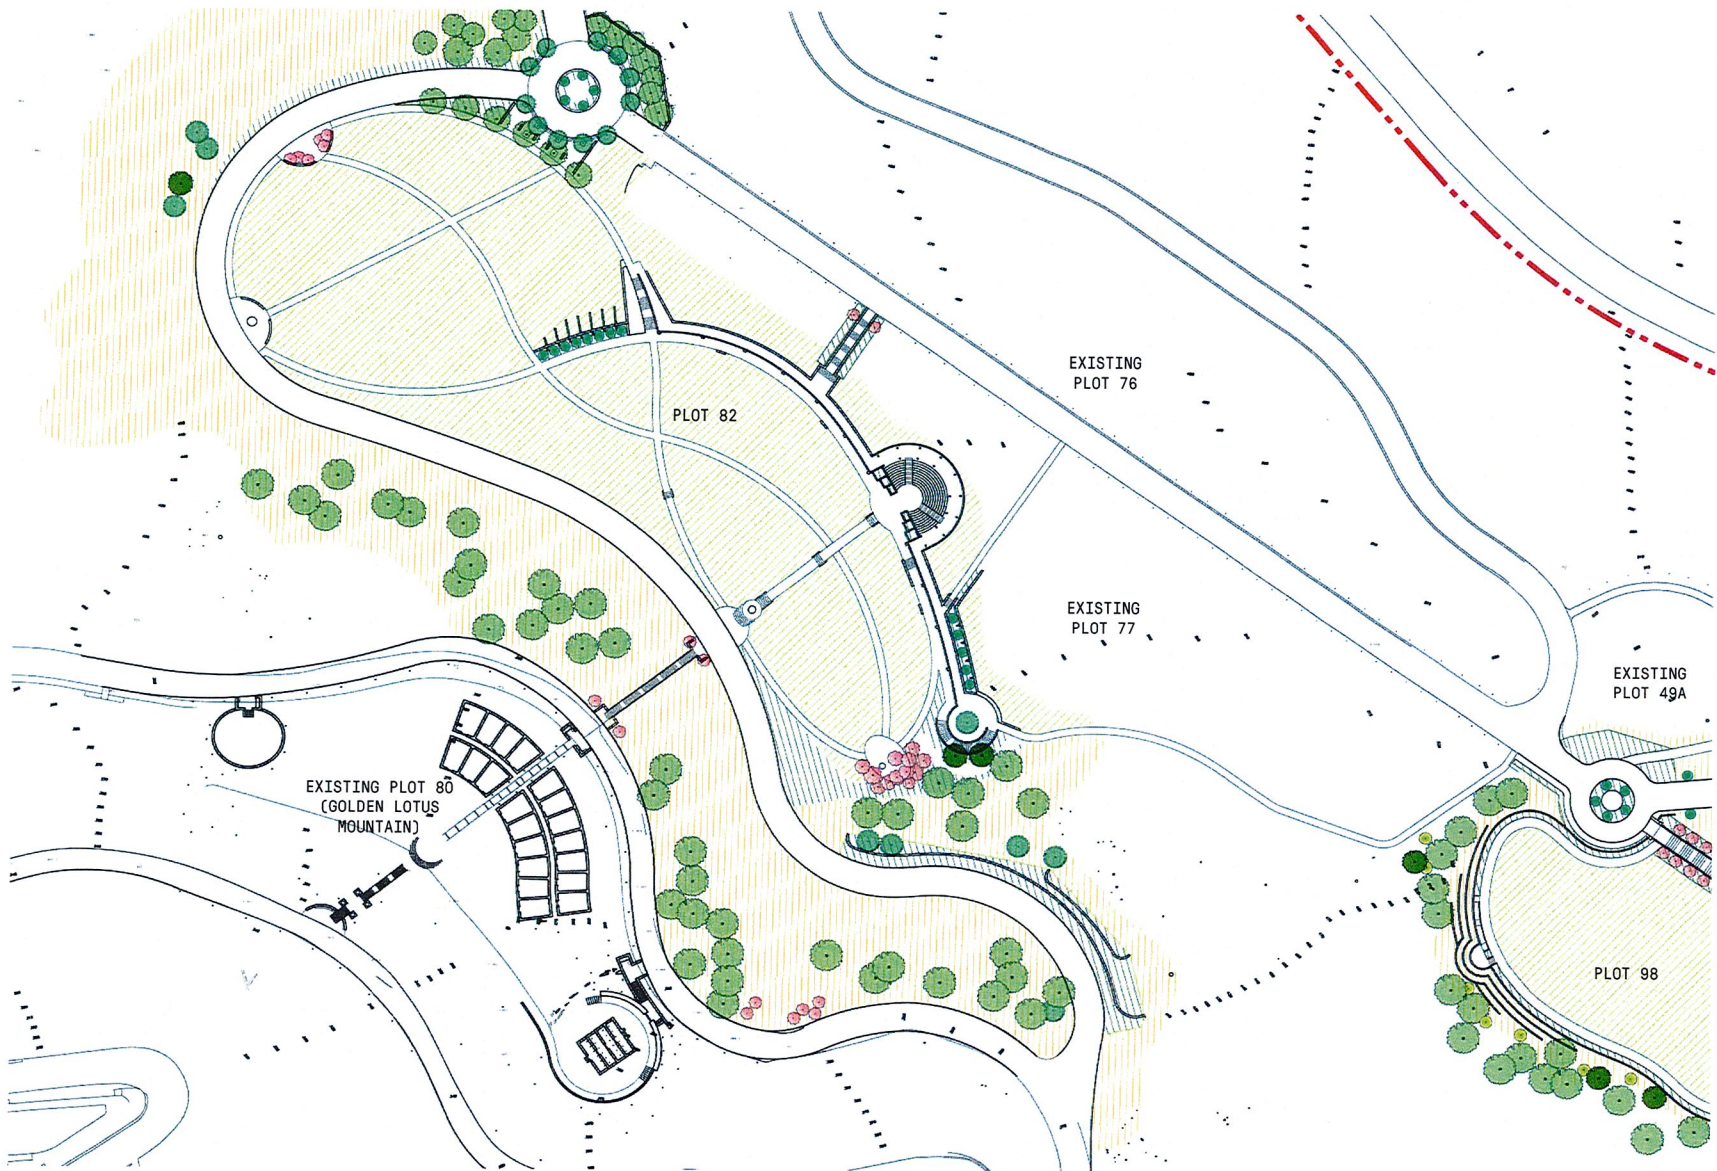 EXISTING
PLOT 76
PLOT 82
EXISTING
PLOT 77
EXISTING
PLOT 49A
EXISTING PLOT 80
(GOLDEN LOTUS
MOUNTAIN)
PLOT 98